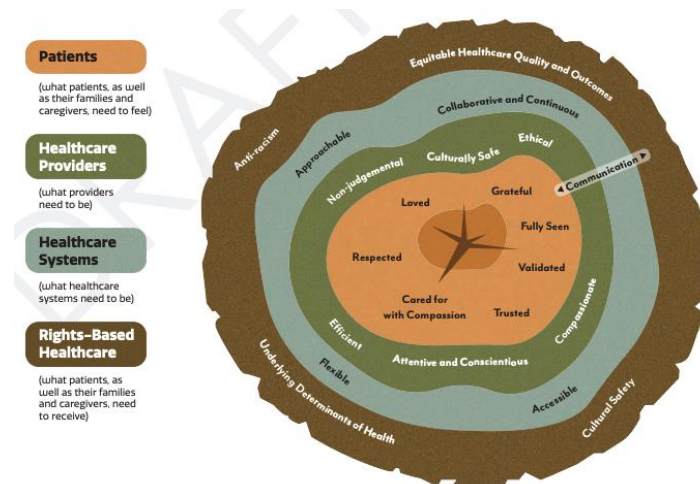 Patients
(what patients, as well
as their families and
caregivers, need to feel)
Healthcare
Providers
(what providers
need to be)
Healthcare
Systems
(what healthcare
systems need to be)
Rights-Based
Healthcare
(what patients, as
well as their families
and caregivers, need
to receive)
Equitable Healthcare Quality and Outcomes
Anti-racism
Underlying Determinants of Health
Cultural Safety
Collaborative and Continuous
Approachable
Flexible
Accessible
Communication
Ethical
Culturally Safe
Non-judgemental
Efficient
Attentive and Conscientious
Compassionate
Loved
Grateful
Fully Seen
Respected
Validated
Cared for
with Compassion
Trusted
DRAFT